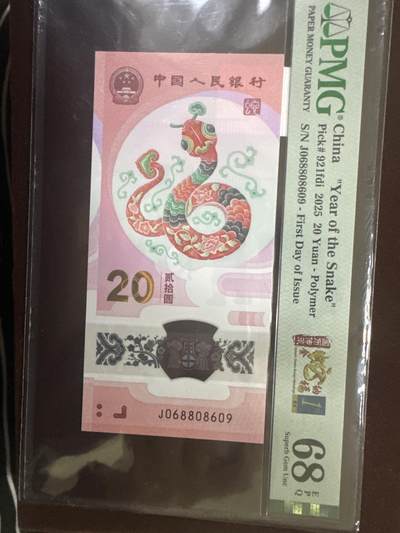 中国人民银行
20
贰拾圆
J068808609
PMG®
PAPER MONEY GUARANTY
China "Year of the Snake"
Pick# 921fdi 2025 20 Yuan - Polymer
S/N J068808609 - First Day of Issue
1
68 EPQ
Superb Gem Unc